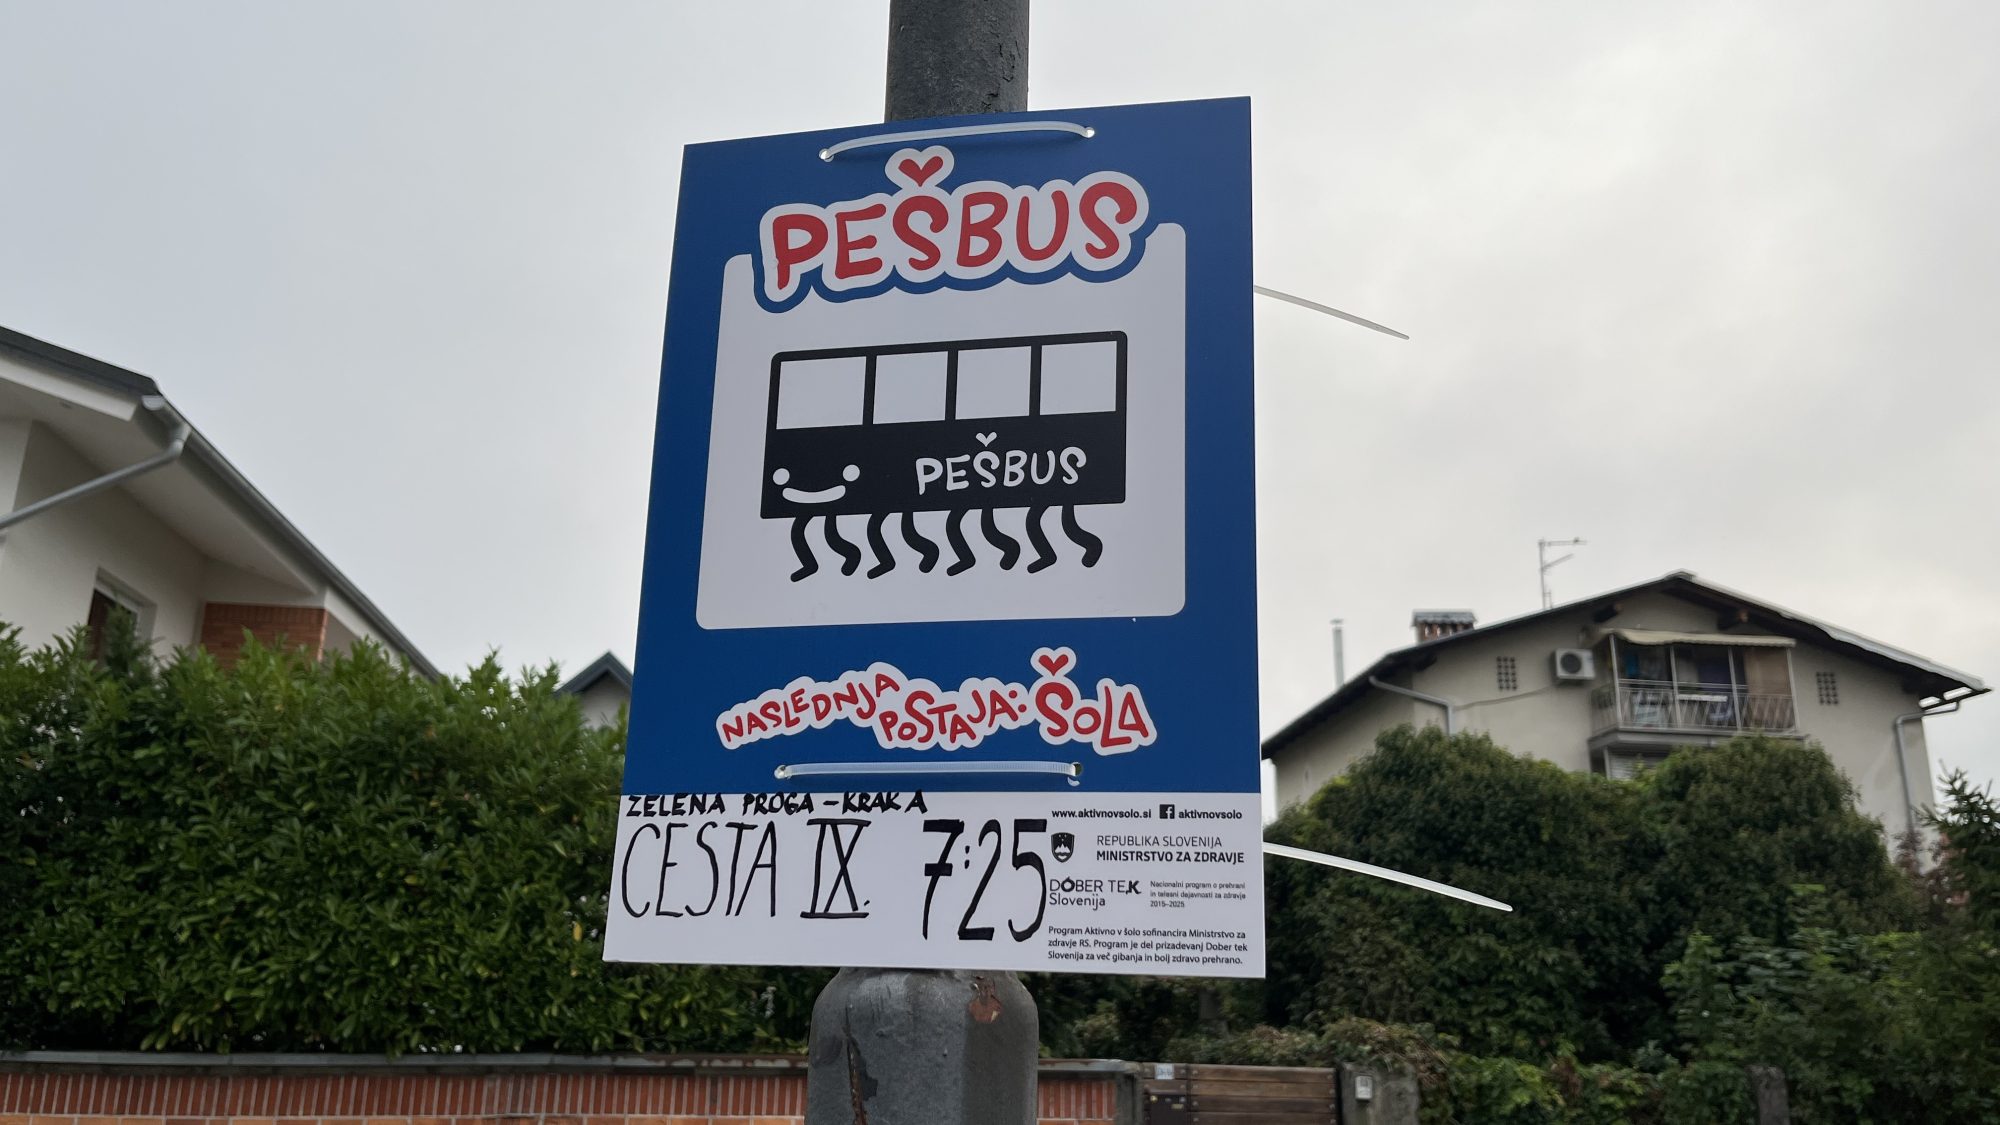 PEŠBUS
PEŠBUS
NASLEDNJA POSTAJA: ŠOLA
ZELENA PROGA - KRAK A
CESTA IX. 7:25
www.aktivnovsolo.si aktivnovsolo
REPUBLIKA SLOVENIJA
MINISTRSTVO ZA ZDRAVJE
DOBER TEK
Slovenija
Nacionalni program o prehrani
in telesni dejavnosti za zdravje
2015–2025
Program Aktivno v šolo sofinancira Ministrstvo za
zdravje RS. Program je del prizadevanj Dober tek
Slovenija za več gibanja in bolj zdravo prehrano.